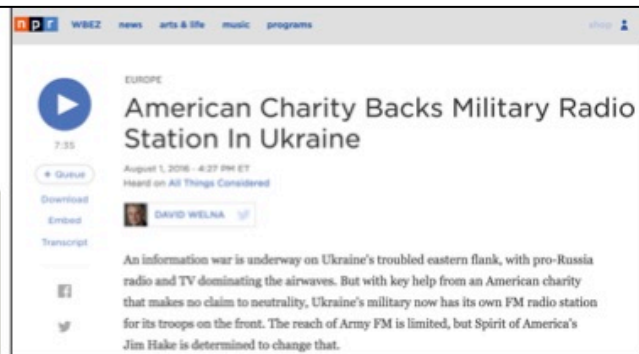 npr WBEZ news arts & life music programs shop
EUROPE
American Charity Backs Military Radio
Station In Ukraine
7:35
August 1, 2016 · 4:27 PM ET
Heard on All Things Considered
+ Queue
Download
DAVID WELNA
Embed
Transcript
An information war is underway on Ukraine's troubled eastern flank, with pro-Russia
radio and TV dominating the airwaves. But with key help from an American charity
that makes no claim to neutrality, Ukraine's military now has its own FM radio station
for its troops on the front. The reach of Army FM is limited, but Spirit of America's
Jim Hake is determined to change that.